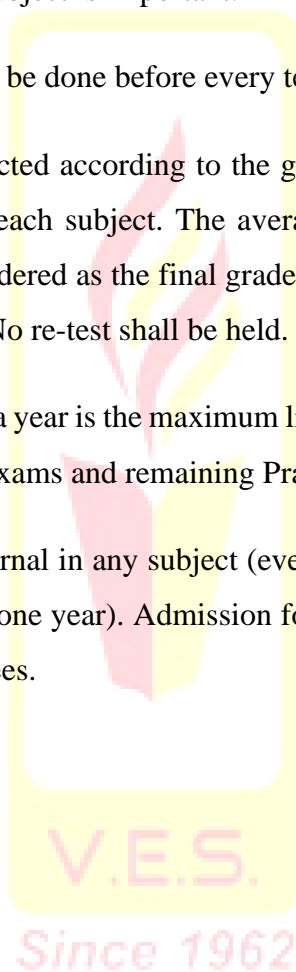 be done before every te
cted according to the g
each subject. The avera
dered as the final grade
No re-test shall be held.
a year is the maximum li
exams and remaining Pra
rnal in any subject (eve
one year). Admission fo
es.
V.E.S.
Since 1962